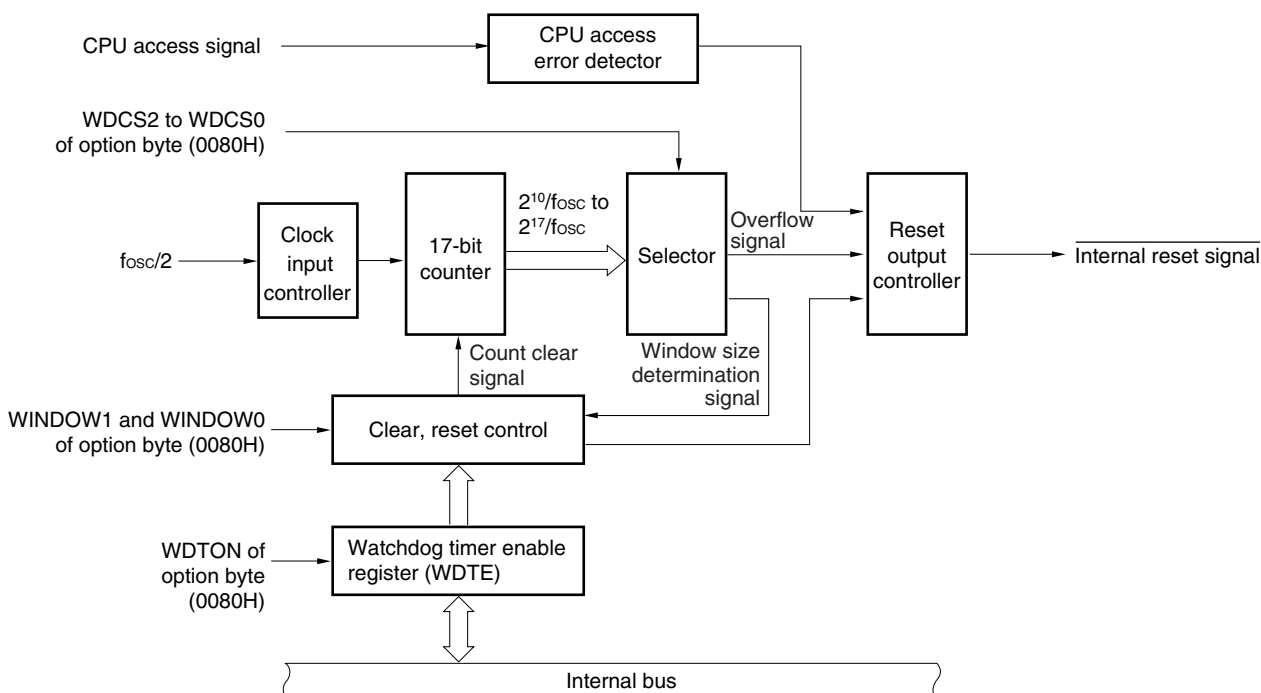 CPU access signal
CPU access
error detector
WDCS2 to WDCS0
of option byte (0080H)
2¹⁰/fosc to
2¹⁷/fosc
Overflow
signal
fosc/2
Clock
input
controller
17-bit
counter
Selector
Reset
output
controller
Internal reset signal
Count clear
signal
Window size
determination
signal
WINDOW1 and WINDOW0
of option byte (0080H)
Clear, reset control
WDTON of
option byte
(0080H)
Watchdog timer enable
register (WDTE)
Internal bus